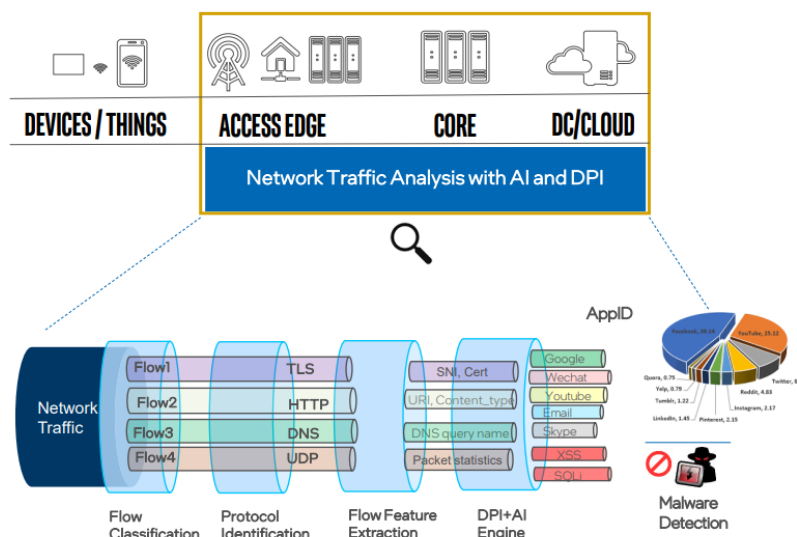 DEVICES / THINGS
ACCESS EDGE
CORE
DC/CLOUD
Network Traffic Analysis with AI and DPI
AppID
Network
Traffic
Flow1
TLS
Flow2
HTTP
Flow3
DNS
Flow4
UDP
SNI, Cert
URI, Content_type
DNS query name
Packet statistics
Google
Wechat
Youtube
Email
Skype
XSS
SQLi
YouTube, 25.12
Twitter,
Reddit, 4.83
Instagram, 2.17
Pinterest, 2.15
LinkedIn, 1.45
Tumblr, 1.22
Yelp, 0.78
Quora, 0.75
Malware
Detection
Flow
Classification
Protocol
Identification
Flow Feature
Extraction
DPI+AI
Engine